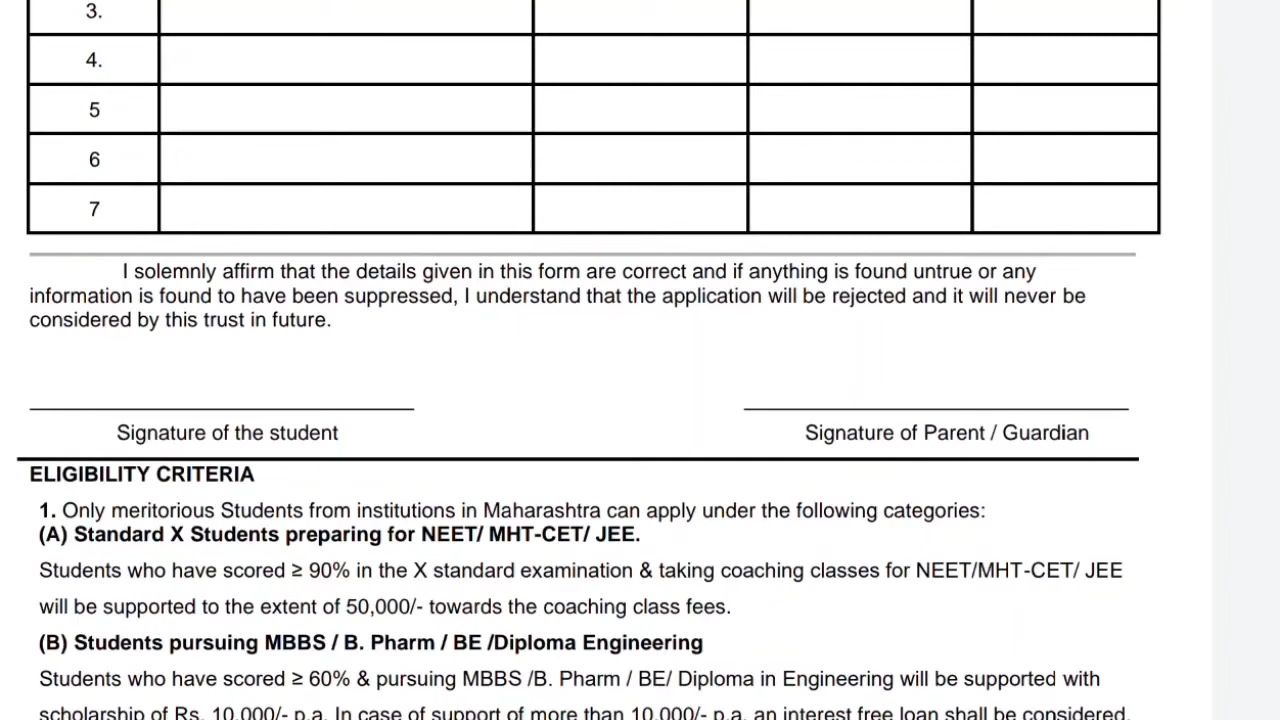 3.
4.
5
6
7
I solemnly affirm that the details given in this form are correct and if anything is found untrue or any
information is found to have been suppressed, I understand that the application will be rejected and it will never be
considered by this trust in future.
Signature of the student
Signature of Parent / Guardian
ELIGIBILITY CRITERIA
1. Only meritorious Students from institutions in Maharashtra can apply under the following categories:
(A) Standard X Students preparing for NEET/ MHT-CET/ JEE.
Students who have scored ≥ 90% in the X standard examination & taking coaching classes for NEET/MHT-CET/ JEE
will be supported to the extent of 50,000/- towards the coaching class fees.
(B) Students pursuing MBBS / B. Pharm / BE /Diploma Engineering
Students who have scored ≥ 60% & pursuing MBBS /B. Pharm / BE/ Diploma in Engineering will be supported with
scholarship of Rs. 10,000/- p.a. In case of support of more than 10,000/- p.a. an interest free loan shall be considered.